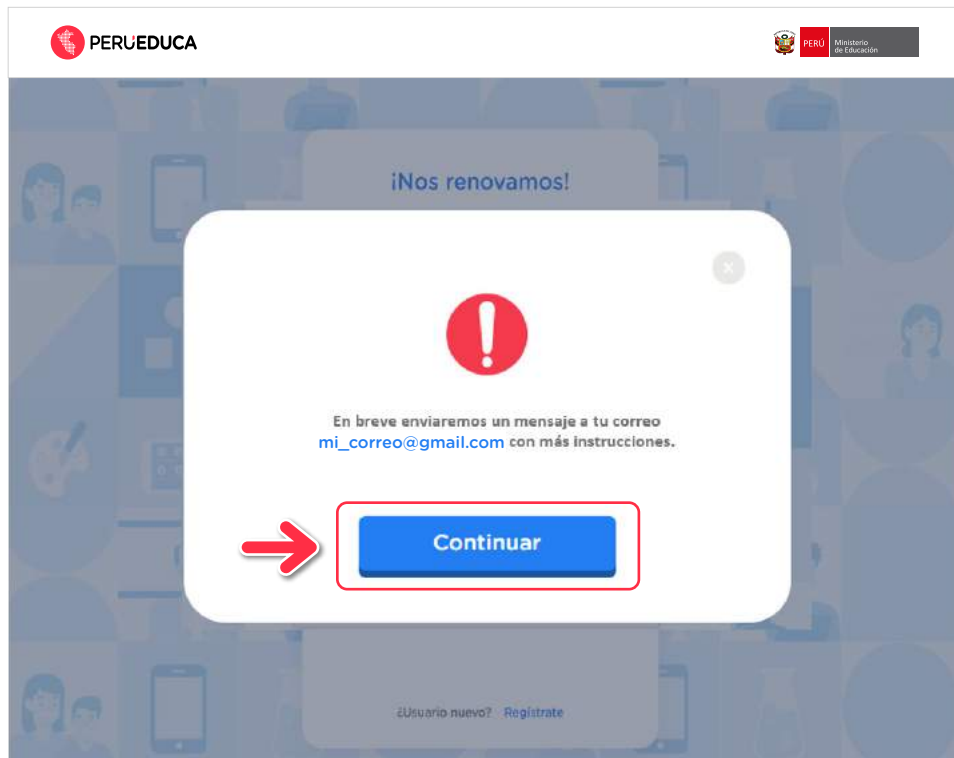 PERÚEDUCA
PERÚ
Ministerio
de Educación
¡Nos renovamos!
x
En breve enviaremos un mensaje a tu correo
mi_correo@gmail.com con más instrucciones.
Continuar
¿Usuario nuevo? Regístrate